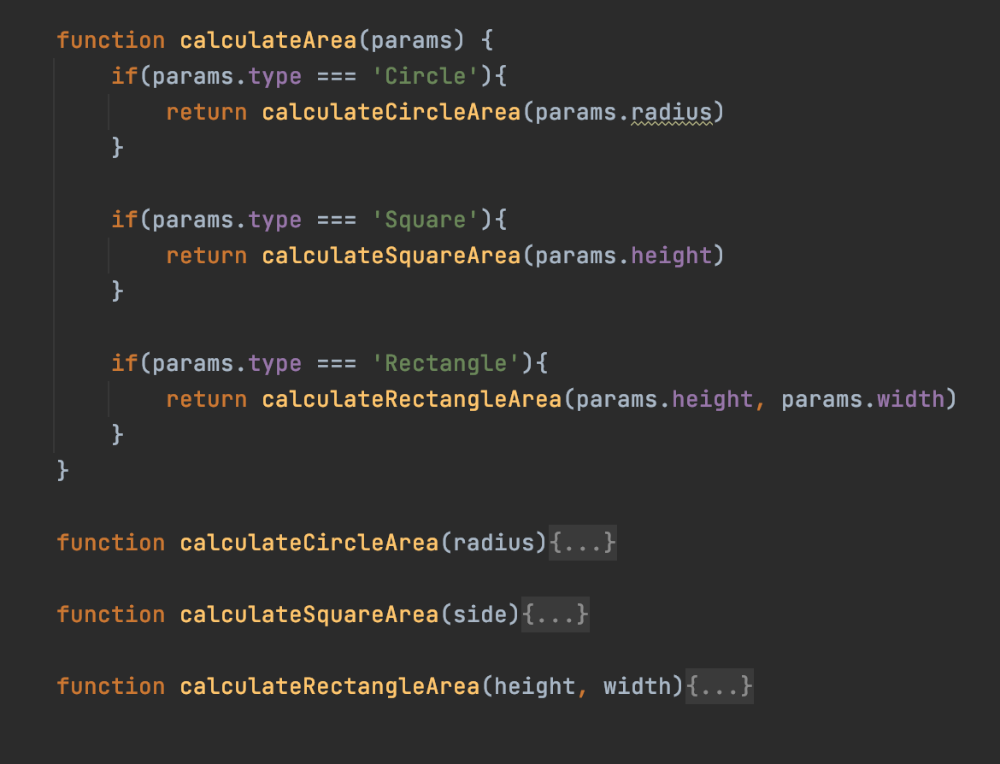 function calculateArea(params) {
    if(params.type === 'Circle'){
        return calculateCircleArea(params.radius)
    }

    if(params.type === 'Square'){
        return calculateSquareArea(params.height)
    }

    if(params.type === 'Rectangle'){
        return calculateRectangleArea(params.height, params.width)
    }
}

function calculateCircleArea(radius){...}

function calculateSquareArea(side){...}

function calculateRectangleArea(height, width){...}